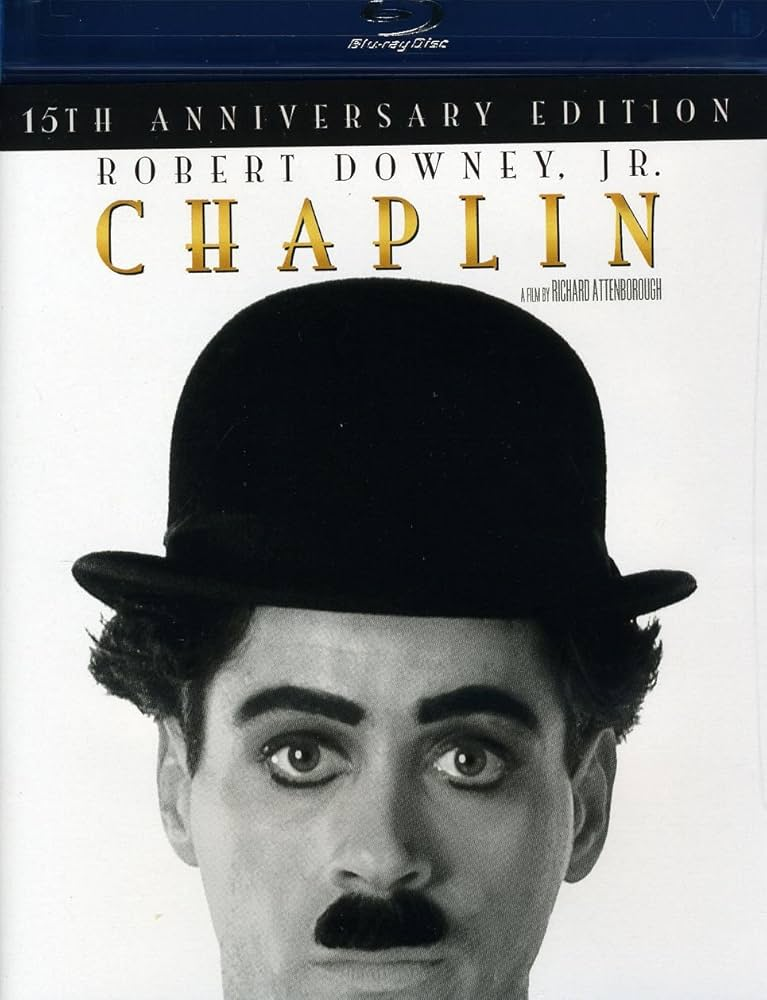 Blu-ray Disc
15TH ANNIVERSARY EDITION
ROBERT DOWNEY, JR.
CHAPLIN
A FILM BY RICHARD ATTENBOROUGH